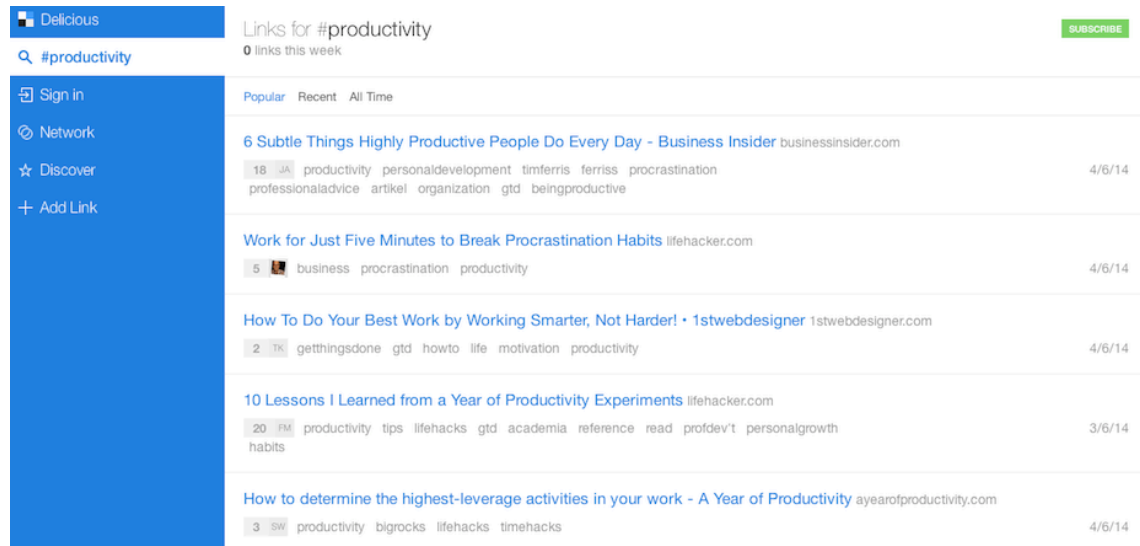 Delicious
#productivity
Sign in
Network
Discover
Add Link
Links for #productivity
0 links this week
SUBSCRIBE
Popular Recent All Time
6 Subtle Things Highly Productive People Do Every Day - Business Insider businessinsider.com
18 JA productivity personaldevelopment timferris ferriss procrastination
professionaladvice artikel organization gtd beingproductive
4/6/14
Work for Just Five Minutes to Break Procrastination Habits lifehacker.com
5 business procrastination productivity
4/6/14
How To Do Your Best Work by Working Smarter, Not Harder! • 1stwebdesigner 1stwebdesigner.com
2 TK getthingsdone gtd howto life motivation productivity
4/6/14
10 Lessons I Learned from a Year of Productivity Experiments lifehacker.com
20 FM productivity tips lifehacks gtd academia reference read profdev't personalgrowth
habits
3/6/14
How to determine the highest-leverage activities in your work - A Year of Productivity ayearofproductivity.com
3 SW productivity bigrocks lifehacks timehacks
4/6/14